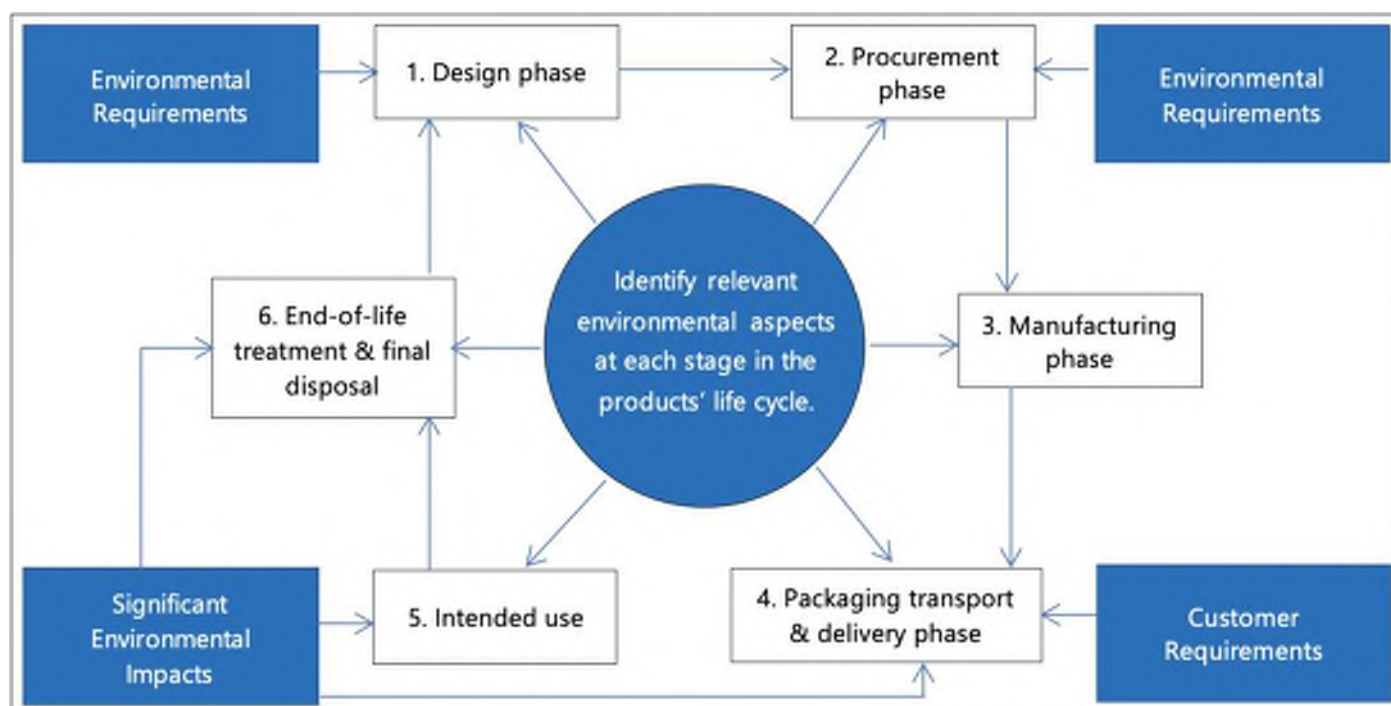 Environmental
Requirements
1. Design phase
2. Procurement
phase
Environmental
Requirements
Identify relevant
environmental aspects
at each stage in the
products' life cycle.
6. End-of-life
treatment & final
disposal
3. Manufacturing
phase
Significant
Environmental
Impacts
5. Intended use
4. Packaging transport
& delivery phase
Customer
Requirements